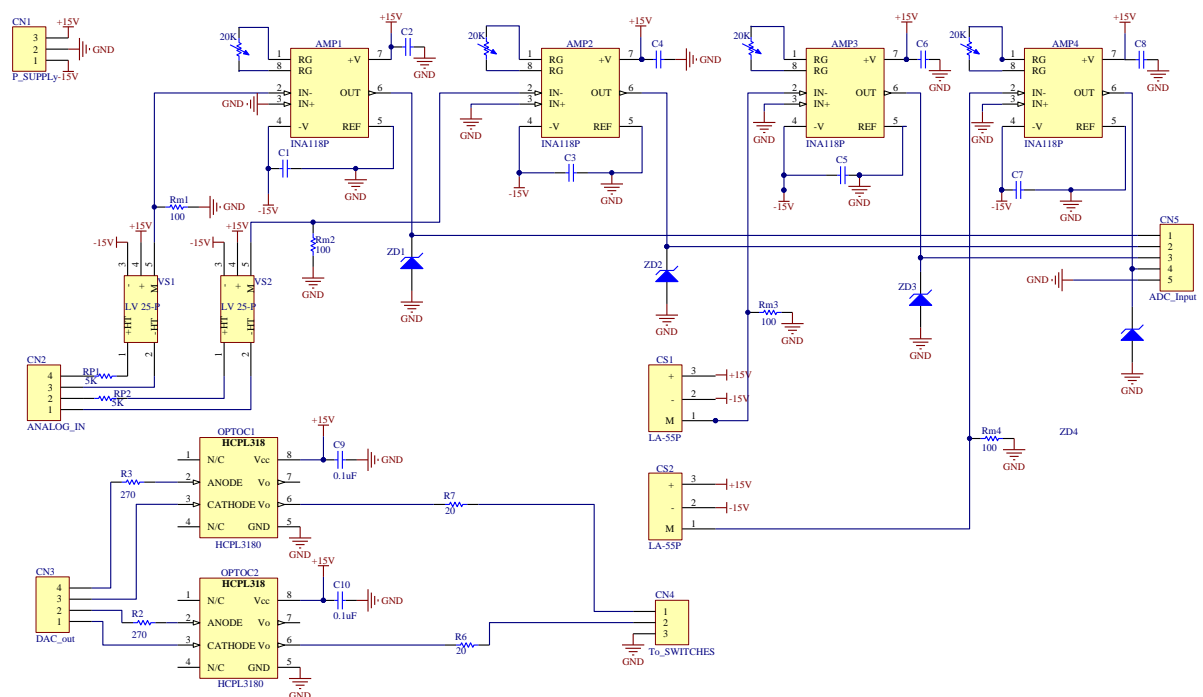 CN1
3
2
1
+15V
GND
P_SUPPLy-15V
20K
AMP1
1
8
RG
RG
+V
7
+15V
C2
GND
2
3
IN-
IN+
OUT
6
GND
4
-V
REF
5
INA118P
C1
-15V
GND
20K
AMP2
1
8
RG
RG
+V
7
+15V
C4
GND
2
3
IN-
IN+
OUT
6
GND
4
-V
REF
5
INA118P
C3
-15V
GND
20K
AMP3
1
8
RG
RG
+V
7
+15V
C6
GND
2
3
IN-
IN+
OUT
6
GND
4
-V
REF
5
INA118P
C5
-15V
GND
20K
AMP4
1
8
RG
RG
+V
7
+15V
C8
GND
2
3
IN-
IN+
OUT
6
GND
4
-V
REF
5
INA118P
C7
-15V
GND
Rm1
100
GND
-15V
+15V
3
4
5
-
+
M
VS1
LV 25-P
+HT
-HT
1
2
-15V
+15V
3
4
5
-
+
M
VS2
LV 25-P
+HT
-HT
1
2
Rm2
100
GND
ZD1
GND
ZD2
GND
ZD3
GND
GND
CN5
1
2
3
4
5
GND
ADC_Input
Rm3
100
GND
CN2
4
3
2
1
RP1
5K
RP2
5K
ANALOG_IN
CS1
+
-
M
3
2
1
+15V
-15V
LA-55P
Rm4
100
GND
ZD4
CS2
+
-
M
3
2
1
+15V
-15V
LA-55P
OPTOC1
HCPL318
1
N/C
Vcc
8
+15V
C9
0.1uF
GND
2
ANODE
Vo
7
3
CATHODE
Vo
6
4
N/C
GND
5
GND
HCPL3180
R3
270
R7
20
OPTOC2
HCPL318
1
N/C
Vcc
8
+15V
C10
0.1uF
GND
2
ANODE
Vo
7
3
CATHODE
Vo
6
4
N/C
GND
5
GND
HCPL3180
CN3
4
3
2
1
DAC_out
R2
270
R6
20
CN4
1
2
3
GND
To_SWITCHES